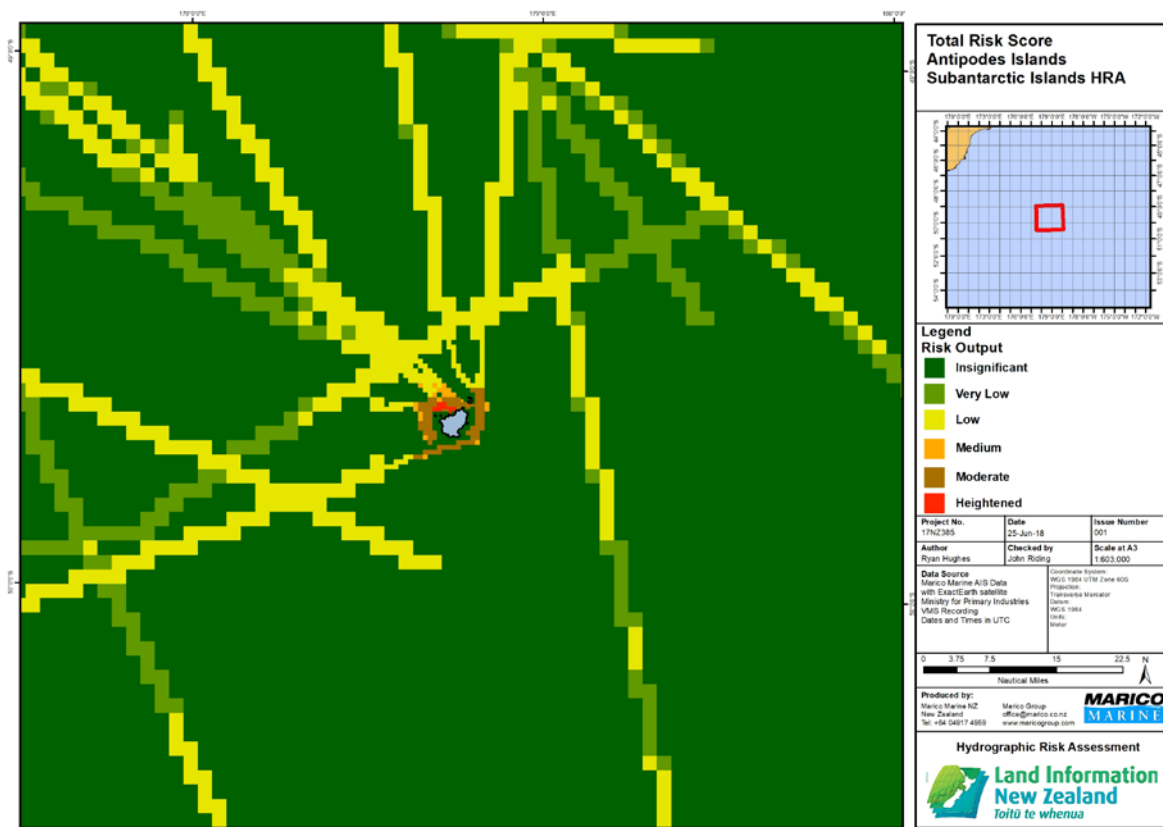 Total Risk Score
Antipodes Islands
Subantarctic Islands HRA
Legend
Risk Output
Insignificant
Very Low
Low
Medium
Moderate
Heightened
Project No.
17NZ385
Date
25-Jun-18
Issue Number
001
Author
Ryan Hughes
Checked by
John Riding
Scale at A3
1:603,000
Data Source
Marico Marine AIS Data
with ExactEarth satellite
Ministry for Primary Industries
VMS Recording
Dates and Times in UTC
Coordinate System:
WGS 1984 UTM Zone 60S
Projection:
Transverse Mercator
Datum:
WGS 1984
Units:
Meter
0 3.75 7.5 15 22.5
N
Nautical Miles
Produced by:
Marico Marine NZ
New Zealand
Tel: +64 04917 4959
Marico Group
office@marico.co.nz
www.maricogroup.com
MARICO
MARINE
Hydrographic Risk Assessment
Land Information
New Zealand
Toitū te whenua